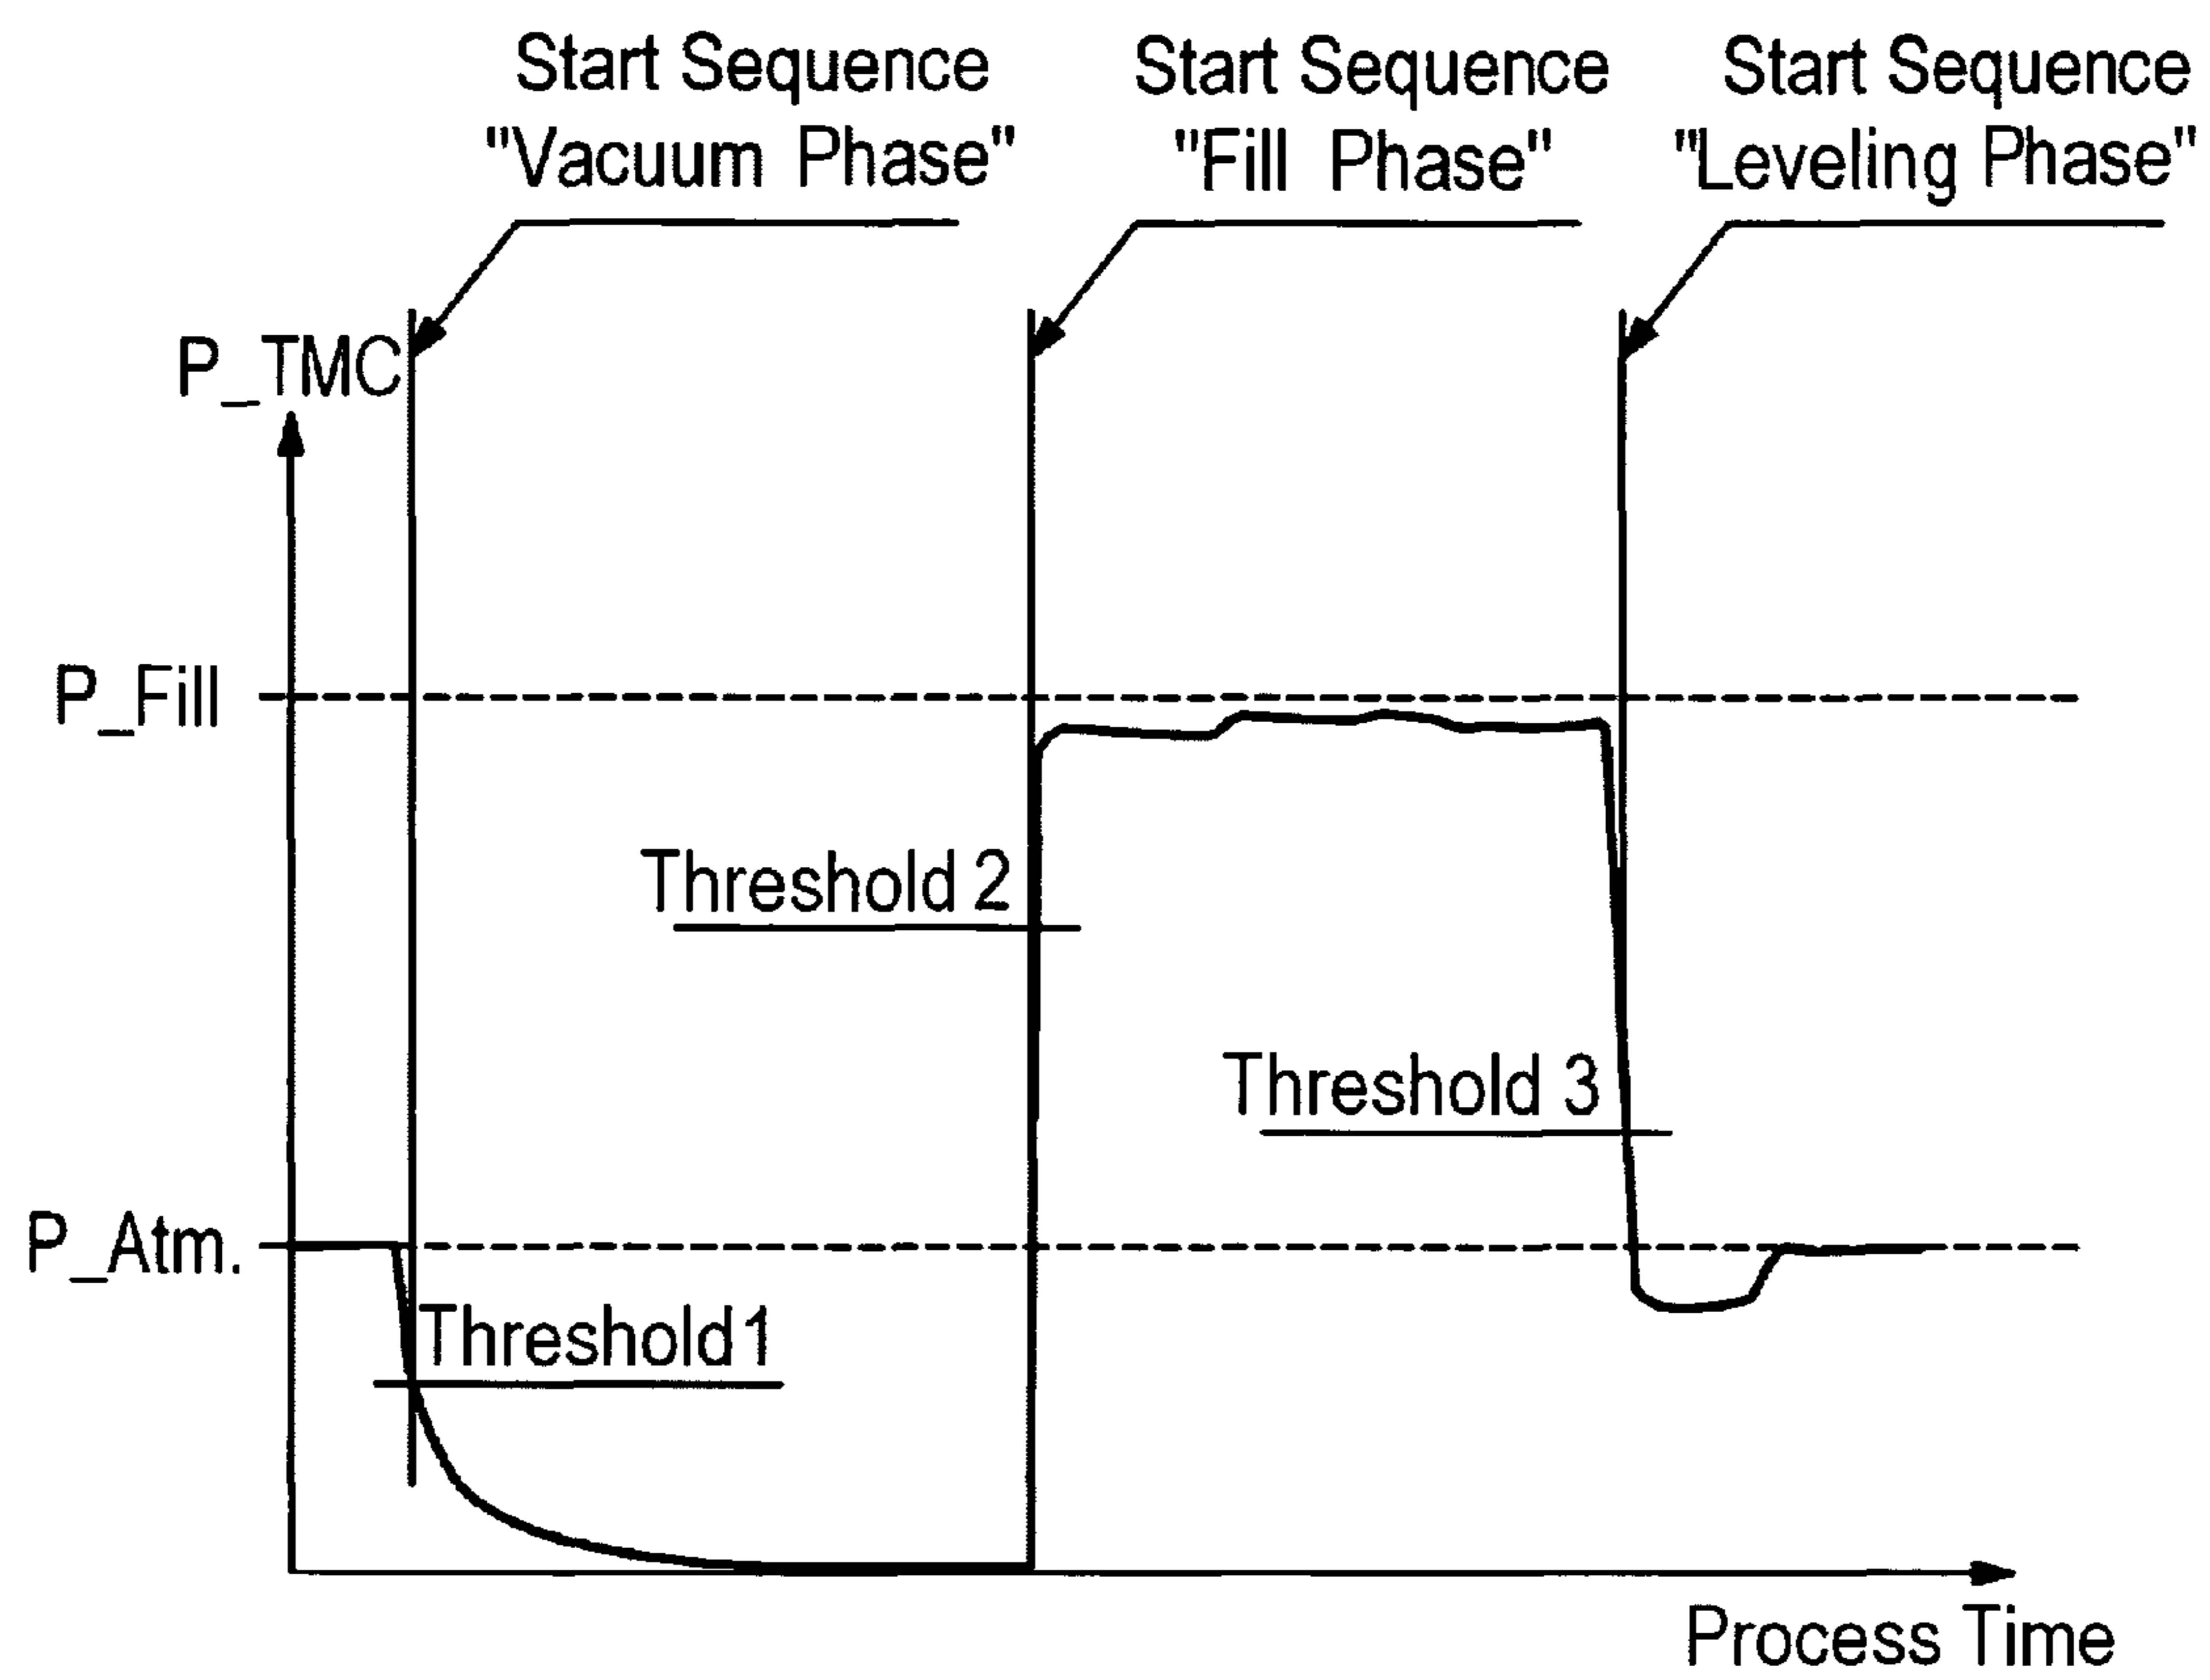 Start Sequence
"Vacuum Phase"
Start Sequence
"Fill Phase"
Start Sequence
"Leveling Phase"
P_TMC
P_Fill
Threshold 2
Threshold 3
P_Atm.
Threshold 1
Process Time